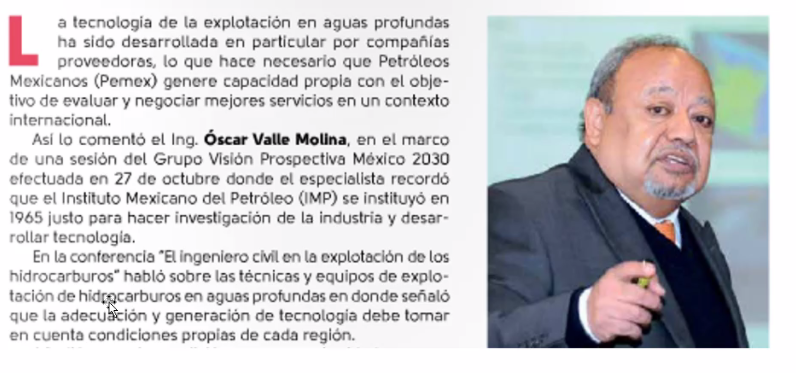 La tecnología de la explotación en aguas profundas
ha sido desarrollada en particular por compañías
proveedoras, lo que hace necesario que Petróleos
Mexicanos (Pemex) genere capacidad propia con el obje-
tivo de evaluar y negociar mejores servicios en un contexto
internacional.
Así lo comentó el Ing. Óscar Valle Molina, en el marco
de una sesión del Grupo Visión Prospectiva México 2030
efectuada en 27 de octubre donde el especialista recordó
que el Instituto Mexicano del Petróleo (IMP) se instituyó en
1965 justo para hacer investigación de la industria y desar-
rollar tecnología.
En la conferencia "El ingeniero civil en la explotación de los
hidrocarburos" habló sobre las técnicas y equipos de explo-
tación de hidrocarburos en aguas profundas en donde señaló
que la adecuación y generación de tecnología debe tomar
en cuenta condiciones propias de cada región.